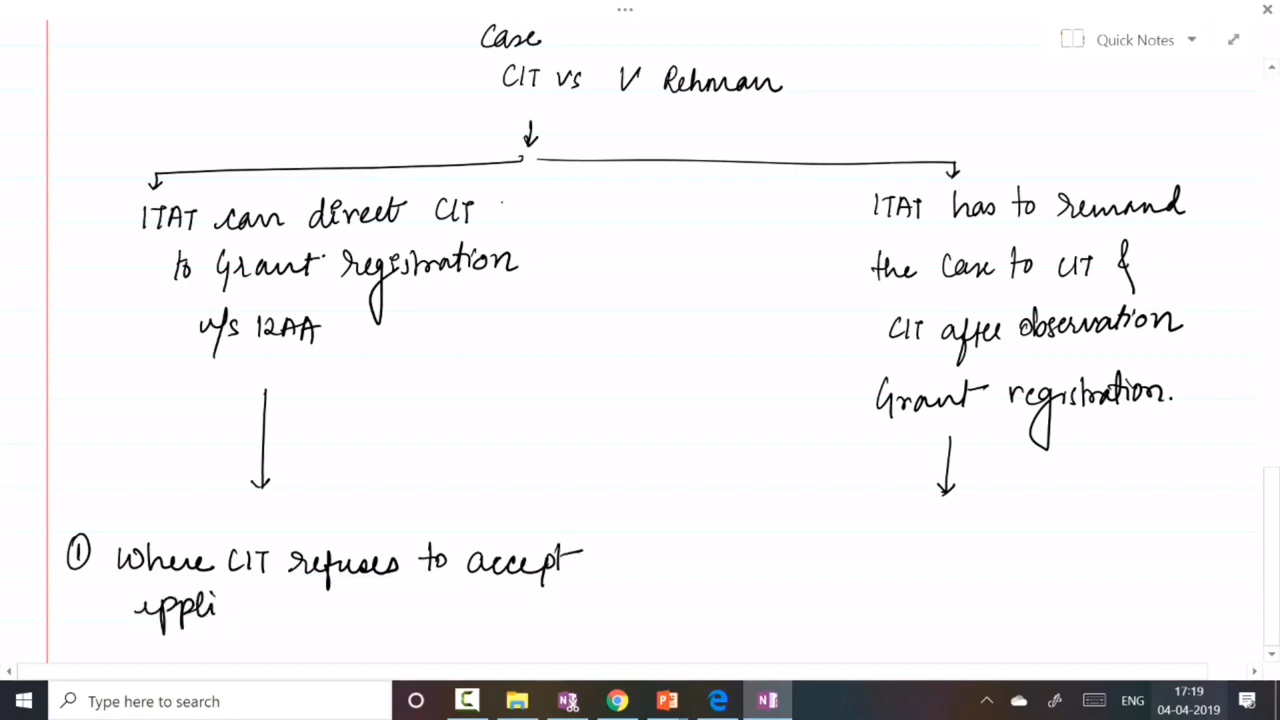 Quick Notes
Case
CIT vs V Rehman
ITAT can direct CIT
to Grant registration
u/s 12AA
ITAT has to remand
the Case to CIT &
CIT after observation
Grant registration.
① Where CIT refuses to accept
appli
Type here to search
ENG
17:19
04-04-2019